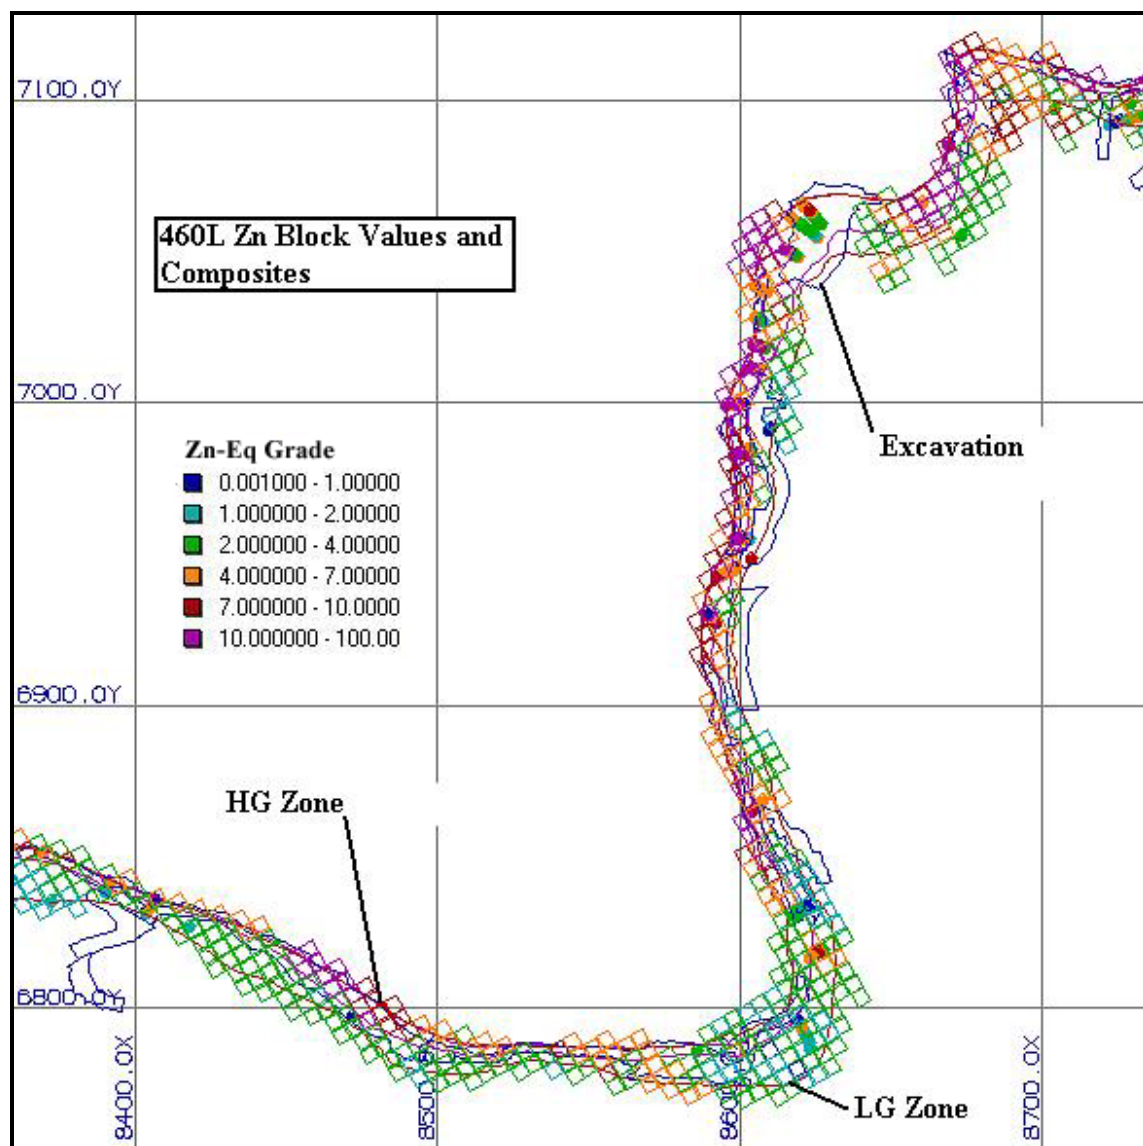 7100.0Y
460L Zn Block Values and
Composites
7000.0Y
Excavation
Zn-Eq Grade
0.001000 - 1.00000
1.000000 - 2.00000
2.000000 - 4.00000
4.000000 - 7.00000
7.000000 - 10.0000
10.000000 - 100.00
6900.0Y
HG Zone
6800.0Y
8400.0X
8700.0X
LG Zone